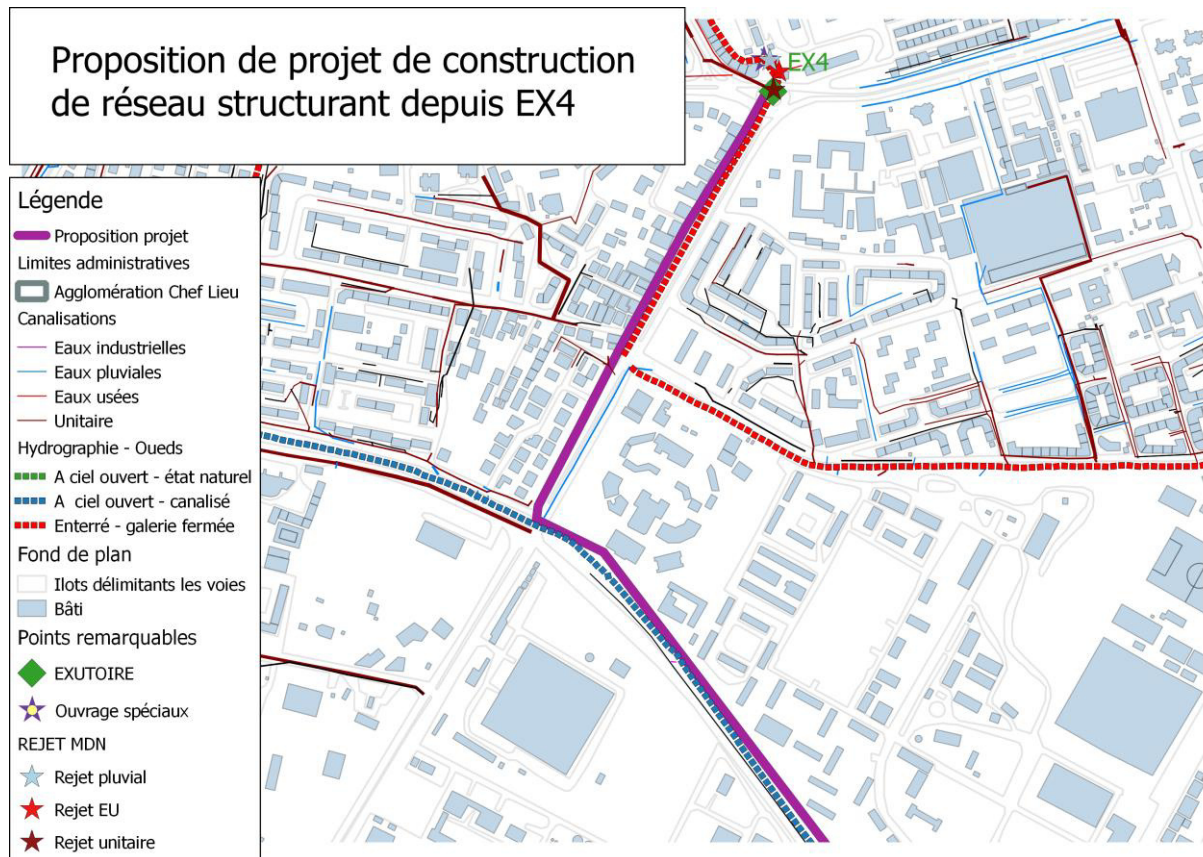 Proposition de projet de construction
de réseau structurant depuis EX4
EX4
Légende
Proposition projet
Limites administratives
Agglomération Chef Lieu
Canalisations
Eaux industrielles
Eaux pluviales
Eaux usées
Unitaire
Hydrographie - Oueds
A ciel ouvert - état naturel
A ciel ouvert - canalisé
Enterré - galerie fermée
Fond de plan
Ilots délimitants les voies
Bâti
Points remarquables
EXUTOIRE
Ouvrage spéciaux
REJET MDN
Rejet pluvial
Rejet EU
Rejet unitaire